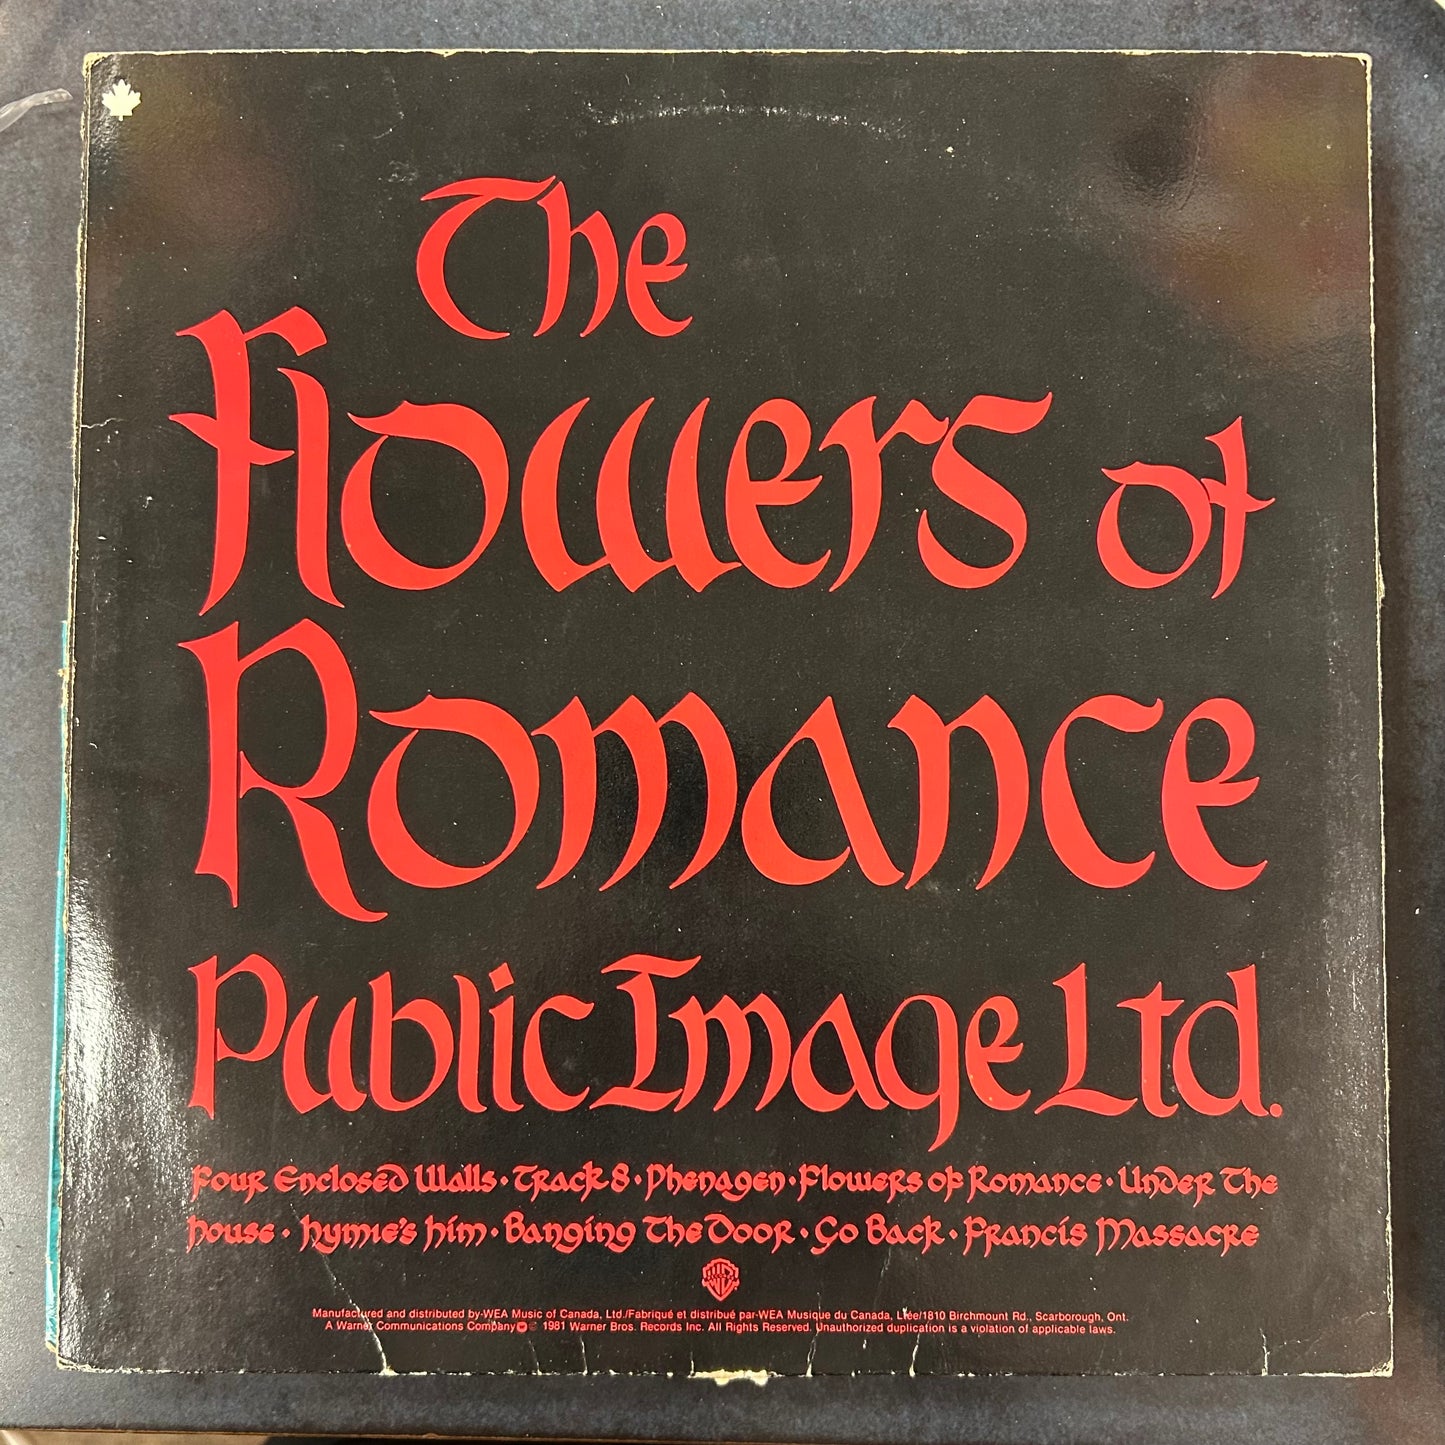 The
Flowers of
Romance
Public Image Ltd.
Four Enclosed Walls • Track 8 • Phenagen • Flowers of Romance • Under The
House • Hymie's Him • Banging The Door • Go Back • Francis Massacre
Manufactured and distributed by-WEA Music of Canada, Ltd./Fabriqué et distribué par-WEA Musique du Canada, Ltée/1810 Birchmount Rd., Scarborough, Ont.
A Warner Communications Company ℗ © 1981 Warner Bros. Records Inc. All Rights Reserved. Unauthorized duplication is a violation of applicable laws.